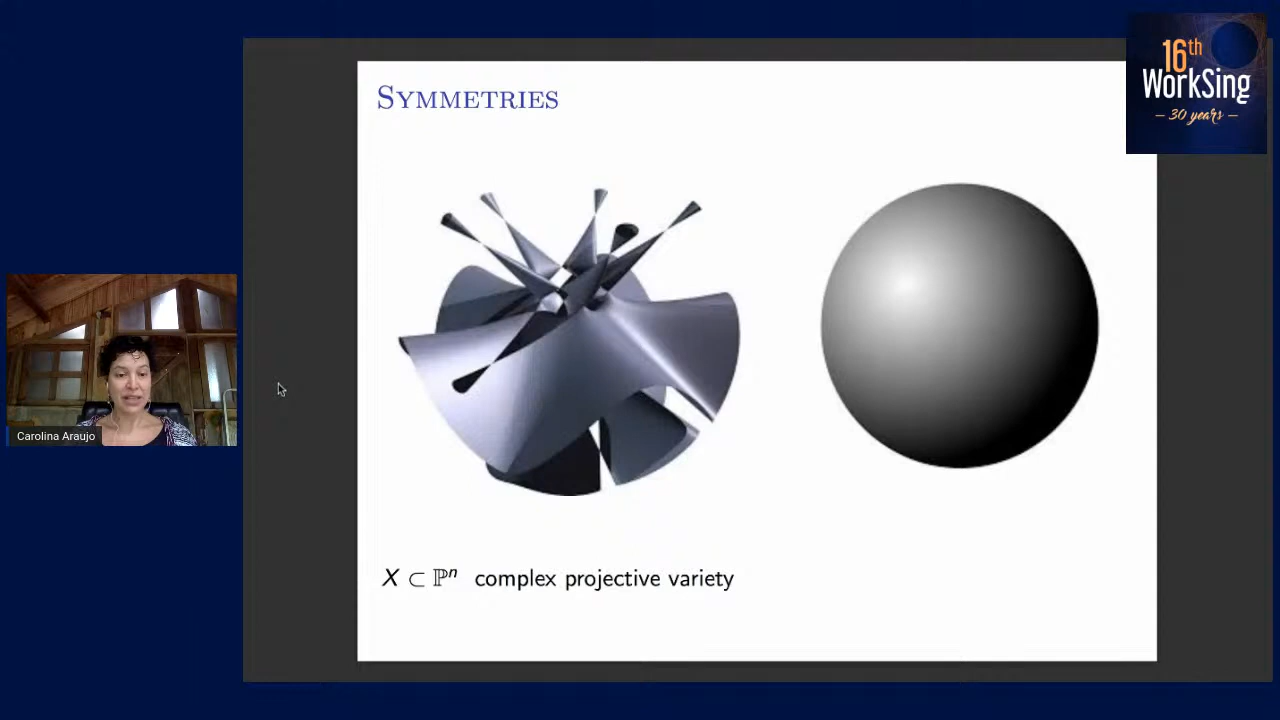 16th
WorkSing
– 30 years –
SYMMETRIES
Carolina Araujo
X ⊂ ℙⁿ complex projective variety